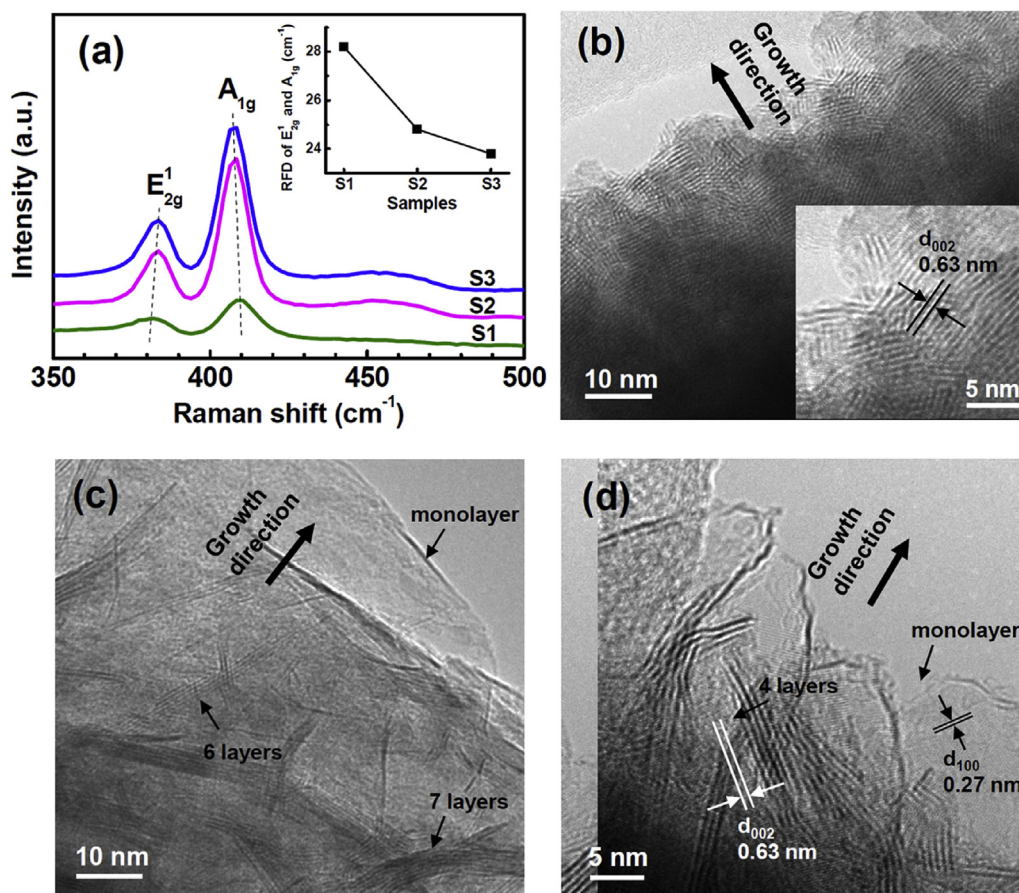 (a)
Intensity (a.u.)
E¹₂g
A₁g
S3
S2
S1
350
400
450
500
Raman shift (cm⁻¹)
RFD of E¹₂g and A₁g (cm⁻¹)
28
26
24
S1
S2
S3
Samples
(b)
Growth
direction
10 nm
d₀₀₂
0.63 nm
5 nm
(c)
Growth
direction
monolayer
6 layers
7 layers
10 nm
(d)
Growth
direction
monolayer
4 layers
d₁₀₀
0.27 nm
d₀₀₂
0.63 nm
5 nm